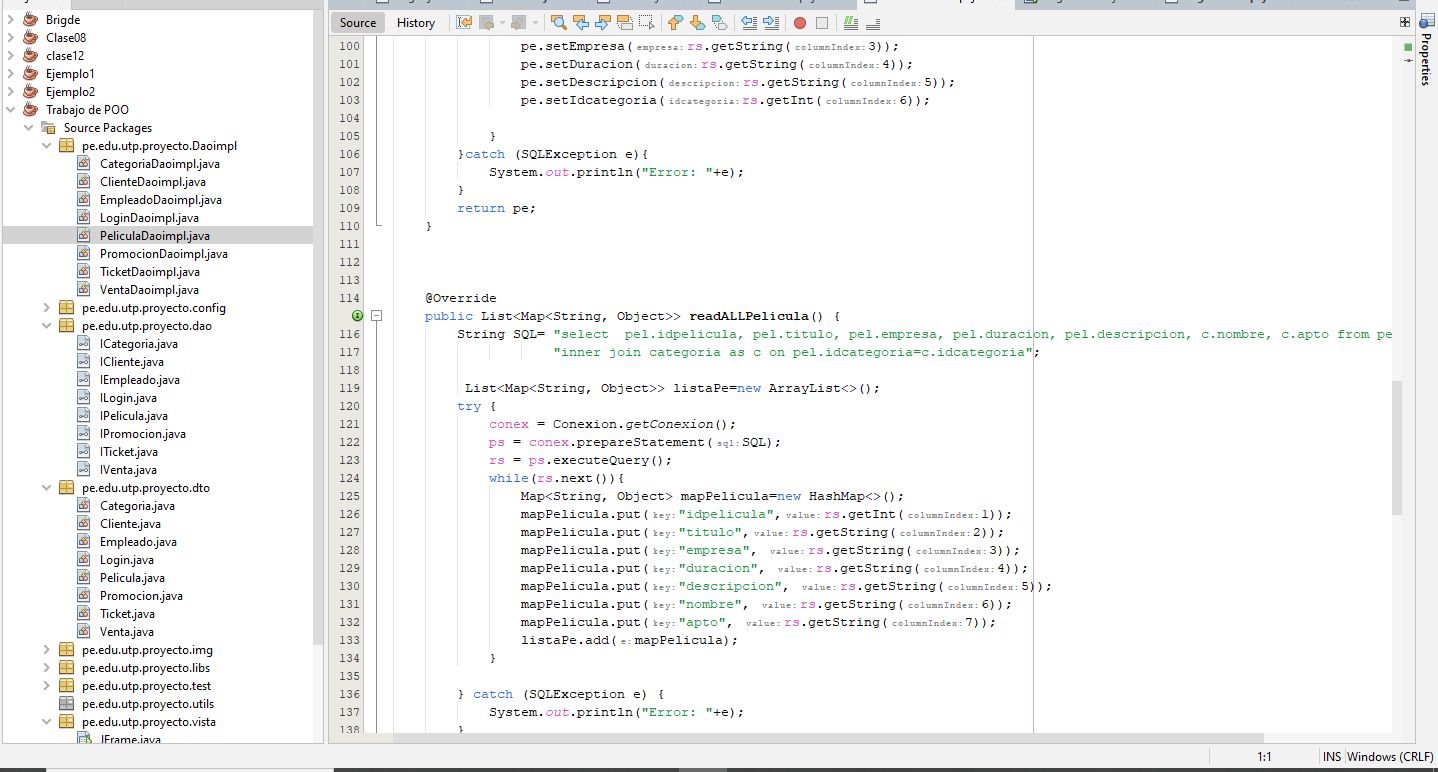 Brigde
Clase08
clase12
Ejemplo1
Ejemplo2
Trabajo de POO
Source Packages
pe.edu.utp.proyecto.Daoimpl
CategoriaDaoimpl.java
ClienteDaoimpl.java
EmpleadoDaoimpl.java
LoginDaoimpl.java
PeliculaDaoimpl.java
PromocionDaoimpl.java
TicketDaoimpl.java
VentaDaoimpl.java
pe.edu.utp.proyecto.config
pe.edu.utp.proyecto.dao
ICategoria.java
ICliente.java
IEmpleado.java
ILogin.java
IPelicula.java
IPromocion.java
ITicket.java
IVenta.java
pe.edu.utp.proyecto.dto
Categoria.java
Cliente.java
Empleado.java
Login.java
Pelicula.java
Promocion.java
Ticket.java
Venta.java
pe.edu.utp.proyecto.img
pe.edu.utp.proyecto.libs
pe.edu.utp.proyecto.test
pe.edu.utp.proyecto.utils
pe.edu.utp.proyecto.vista
JFrame.java
Source History
100 pe.setEmpresa( empresa: rs.getString( columnIndex: 3));
101 pe.setDuracion( duracion: rs.getString( columnIndex: 4));
102 pe.setDescripcion( descripcion: rs.getString( columnIndex: 5));
103 pe.setIdcategoria( idcategoria: rs.getInt( columnIndex: 6));
104
105 }
106 }catch (SQLException e){
107 System.out.println("Error: "+e);
108 }
109 return pe;
110 }
111
112
113
114 @Override
public List<Map<String, Object>> readALLPelicula() {
116 String SQL= "select  pel.idpelicula, pel.titulo, pel.empresa, pel.duracion, pel.descripcion, c.nombre, c.apto from pe
117 "inner join categoria as c on pel.idcategoria=c.idcategoria";
118
119 List<Map<String, Object>> listaPe=new ArrayList<>();
120 try {
121 conex = Conexion.getConexion();
122 ps = conex.prepareStatement( sql: SQL);
123 rs = ps.executeQuery();
124 while(rs.next()){
125 Map<String, Object> mapPelicula=new HashMap<>();
126 mapPelicula.put( key: "idpelicula", value: rs.getInt( columnIndex: 1));
127 mapPelicula.put( key: "titulo", value: rs.getString( columnIndex: 2));
128 mapPelicula.put( key: "empresa", value: rs.getString( columnIndex: 3));
129 mapPelicula.put( key: "duracion", value: rs.getString( columnIndex: 4));
130 mapPelicula.put( key: "descripcion", value: rs.getString( columnIndex: 5));
131 mapPelicula.put( key: "nombre", value: rs.getString( columnIndex: 6));
132 mapPelicula.put( key: "apto", value: rs.getString( columnIndex: 7));
133 listaPe.add( e: mapPelicula);
134 }
135
136 } catch (SQLException e) {
137 System.out.println("Error: "+e);
138 }
Properties
1:1 INS Windows (CRLF)